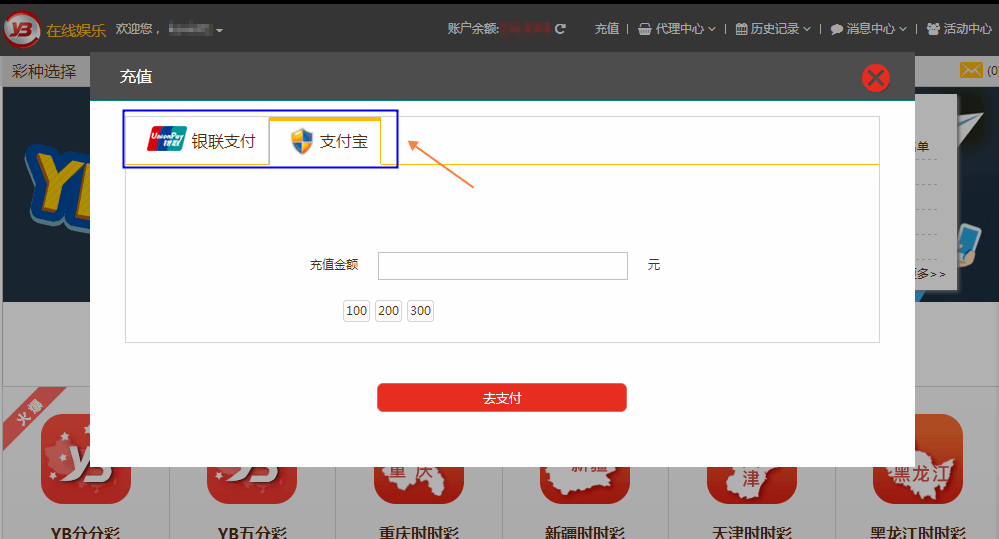 YB 在线娱乐 欢迎您， 账户余额: 充值 代理中心 历史记录 消息中心 活动中心
彩种选择 (0
充值
UnionPay 银联 银联支付 支付宝
单
充值金额 元
多>>
100 200 300
去支付
火爆
YB YB 重庆 新疆 津 黑龙江
YB分分彩 YB五分彩 重庆时时彩 新疆时时彩 天津时时彩 黑龙江时时彩